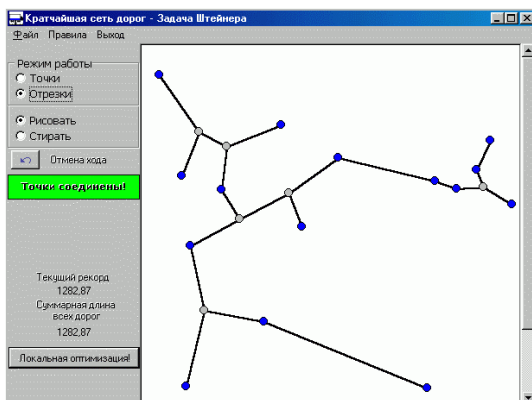 Кратчайшая сеть дорог - Задача Штейнера
Файл Правила Выход
Режим работы
Точки
Отрезки
Рисовать
Стирать
Отмена хода
Точки соединены!
Текущий рекорд
1282,87
Суммарная длина
всех дорог
1282,87
Локальная оптимизация!